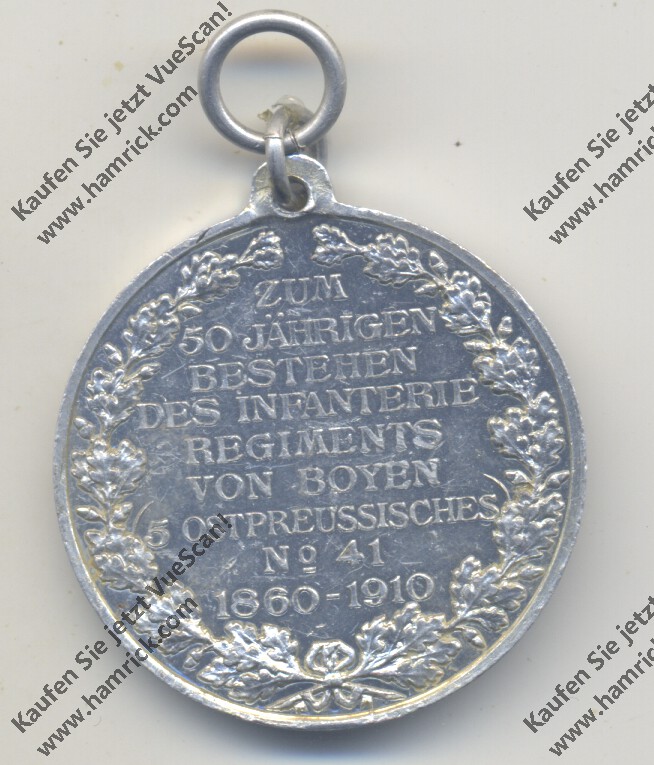 ZUM
50 JÄHRIGEN
BESTEHEN
DES INFANTERIE
REGIMENTS
VON BOYEN
(5 OSTPREUSSISCHES)
Nº 41
1860-1910
Kaufen Sie jetzt VueScan!
www.hamrick.com
Kaufen Sie jetzt VueScan!
www.hamrick.com
Kaufen Sie jetzt
www.hamrick.com
Kaufen Sie jetzt
www.hamrick.com